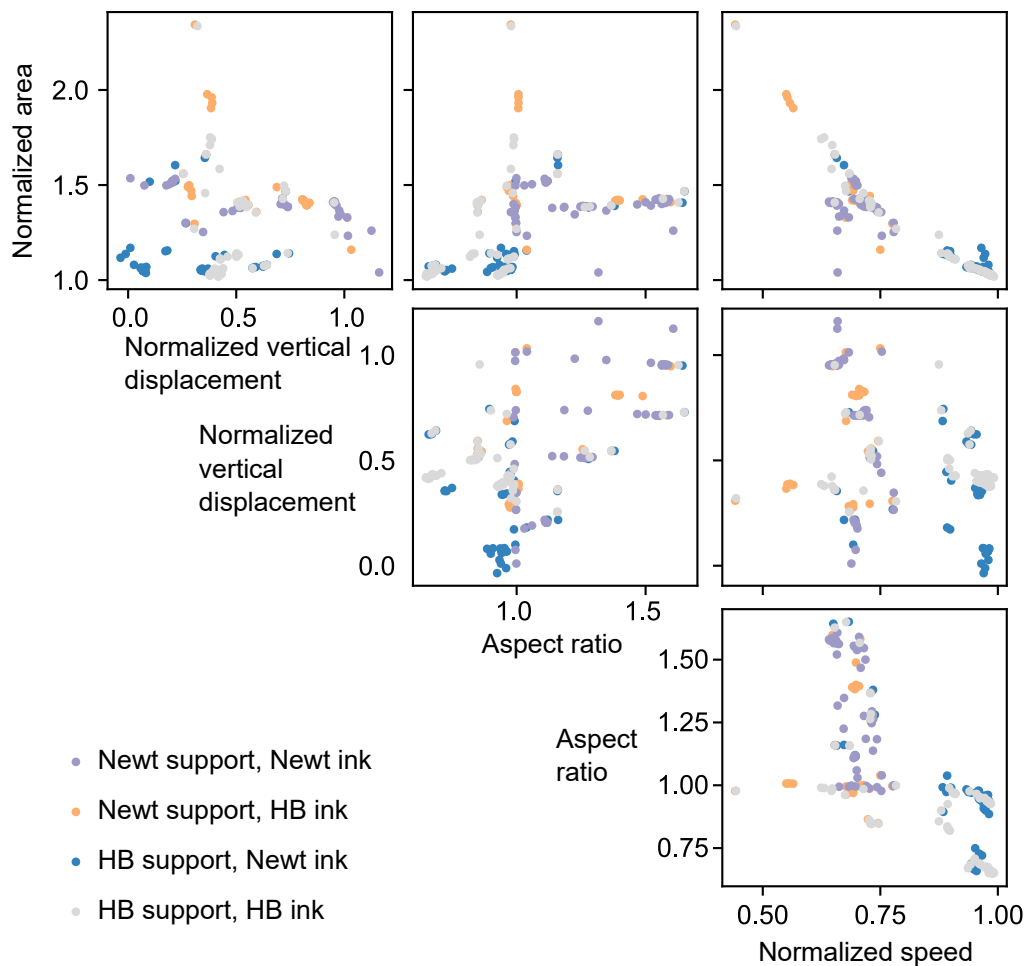 Normalized area
2.0
1.5
1.0
0.0 0.5 1.0
Normalized vertical
displacement
Normalized
vertical
displacement
1.0
0.5
0.0
1.0 1.5
Aspect ratio
Aspect
ratio
1.50
1.25
1.00
0.75
0.50 0.75 1.00
Normalized speed
Newt support, Newt ink
Newt support, HB ink
HB support, Newt ink
HB support, HB ink